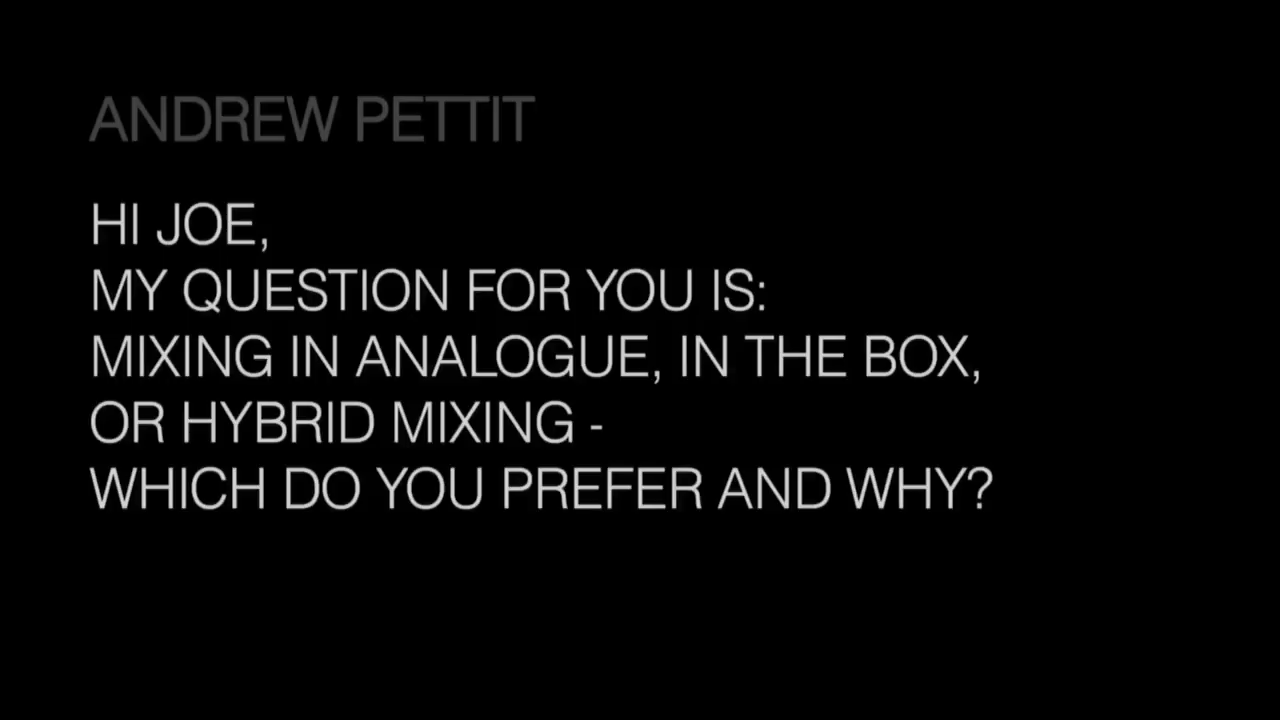 ANDREW PETTIT
HI JOE,
MY QUESTION FOR YOU IS:
MIXING IN ANALOGUE, IN THE BOX,
OR HYBRID MIXING -
WHICH DO YOU PREFER AND WHY?